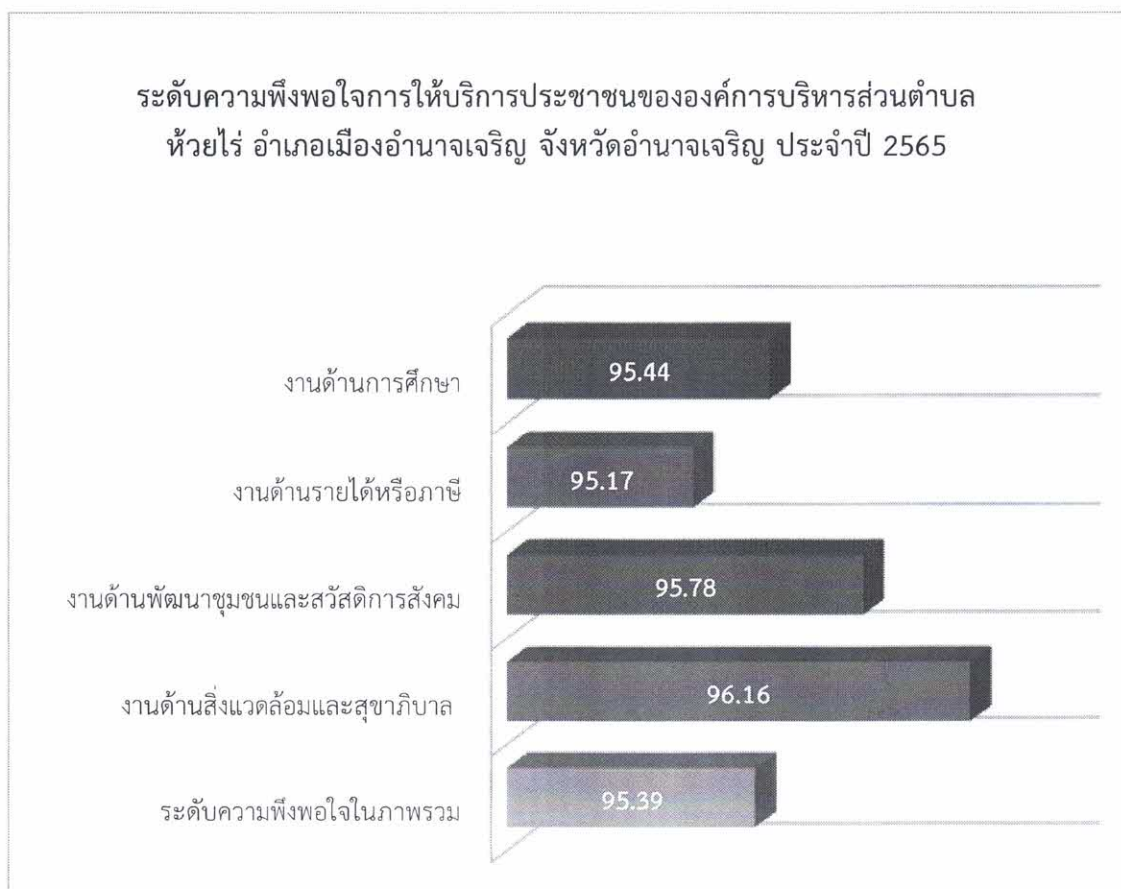 ระดับความพึงพอใจการให้บริการประชาชนขององค์การบริหารส่วนตำบล
ห้วยไร่ อำเภอเมืองอำนาจเจริญ จังหวัดอำนาจเจริญ ประจำปี 2565
งานด้านการศึกษา 95.44
งานด้านรายได้หรือภาษี 95.17
งานด้านพัฒนาชุมชนและสวัสดิการสังคม 95.78
งานด้านสิ่งแวดล้อมและสุขาภิบาล 96.16
ระดับความพึงพอใจในภาพรวม 95.39